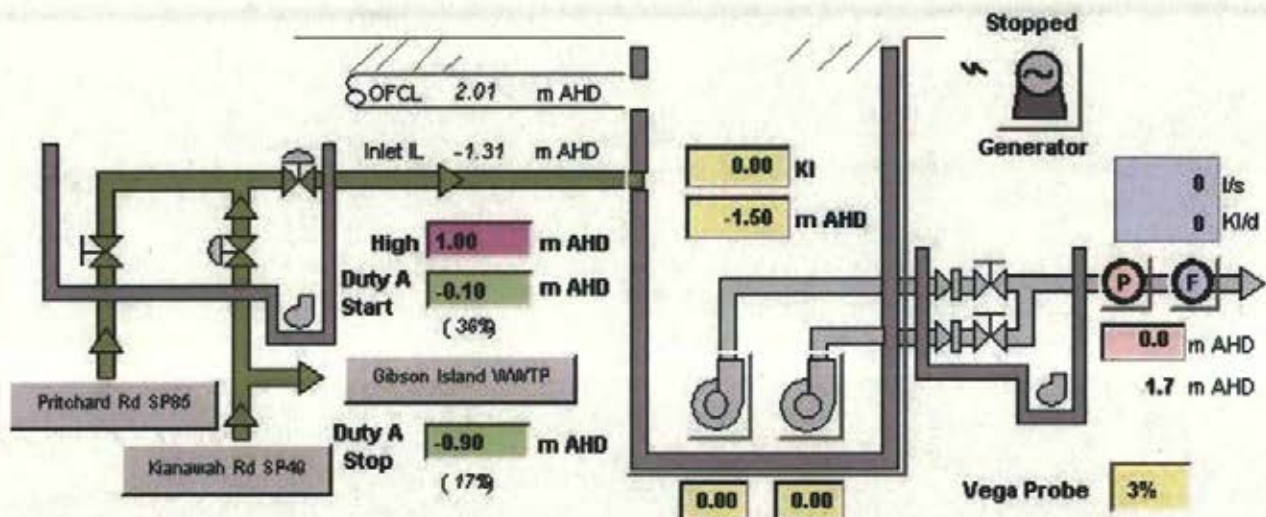 Stopped
OFCL 2.01 m AHD
Generator
Inlet IL -1.31 m AHD
0.00 Kl
-1.50 m AHD
0 l/s
0 Kl/d
High 1.00 m AHD
Duty A
Start
-0.10 m AHD
(36%)
P
F
0.0 m AHD
1.7 m AHD
Gibson Island WWTP
Pritchard Rd SP85
Kianawah Rd SP40
Duty A
Stop
-0.90 m AHD
(17%)
0.00
0.00
Vega Probe 3%